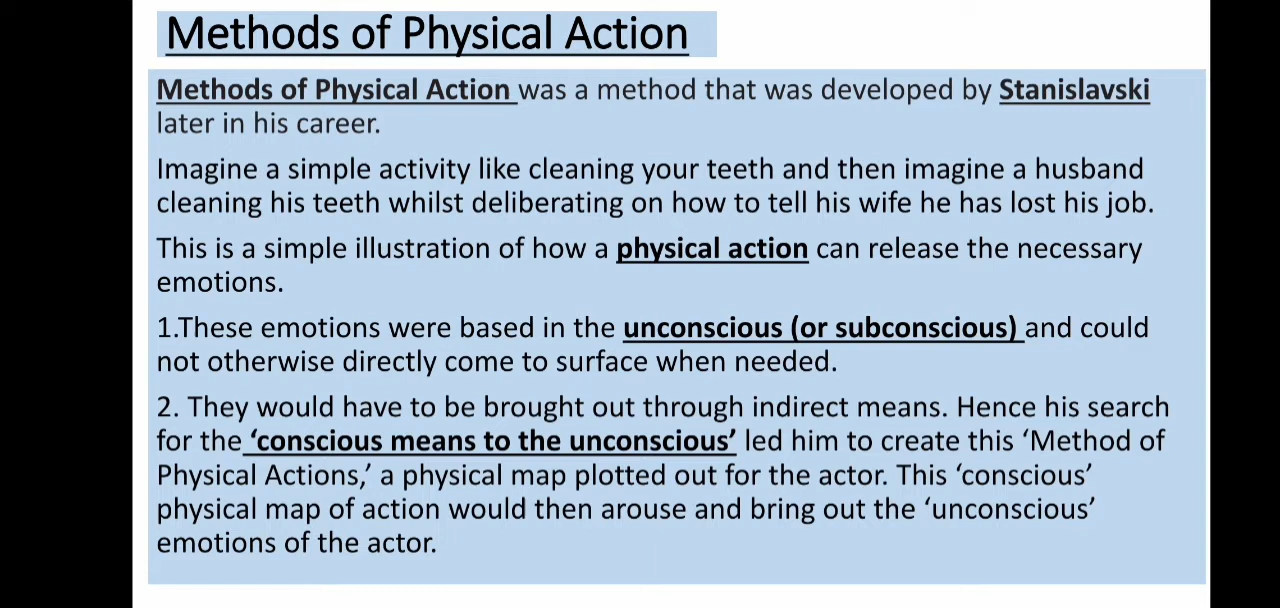 Methods of Physical Action
Methods of Physical Action was a method that was developed by Stanislavski
later in his career.
Imagine a simple activity like cleaning your teeth and then imagine a husband
cleaning his teeth whilst deliberating on how to tell his wife he has lost his job.
This is a simple illustration of how a physical action can release the necessary
emotions.
1.These emotions were based in the unconscious (or subconscious) and could
not otherwise directly come to surface when needed.
2. They would have to be brought out through indirect means. Hence his search
for the ‘conscious means to the unconscious’ led him to create this ‘Method of
Physical Actions,’ a physical map plotted out for the actor. This ‘conscious’
physical map of action would then arouse and bring out the ‘unconscious’
emotions of the actor.